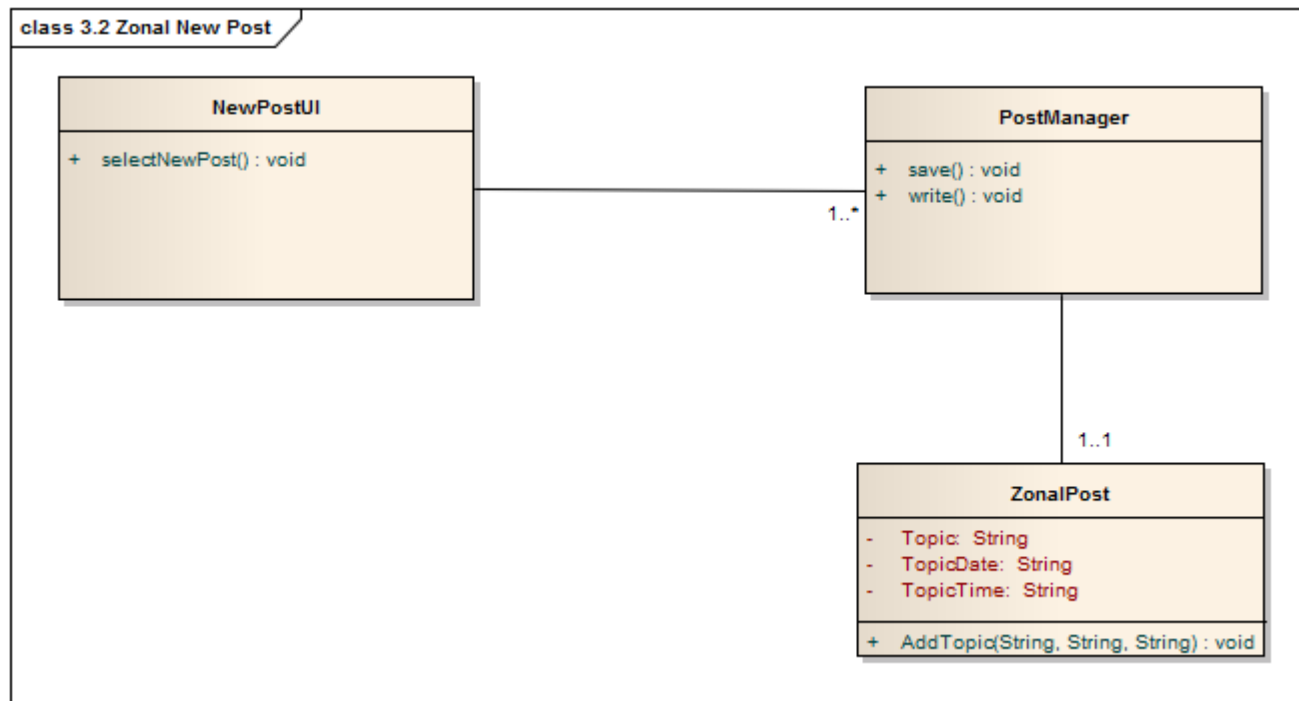 class 3.2 Zonal New Post
NewPostUI
+ selectNewPost() : void
PostManager
+ save() : void
+ write() : void
1..*
1..1
ZonalPost
- Topic: String
- TopicDate: String
- TopicTime: String
+ AddTopic(String, String, String) : void